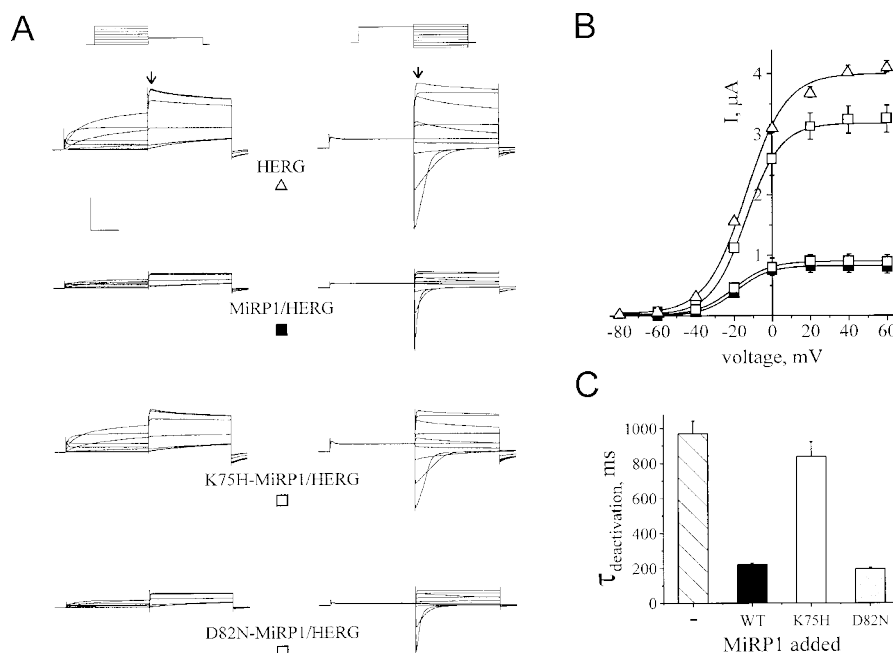 A
HERG
MiRP1/HERG
K75H-MiRP1/HERG
D82N-MiRP1/HERG
B
I, μA
4
3
2
1
-80 -60 -40 -20 0 20 40 60
voltage, mV
C
τdeactivation, ms
1000
800
600
400
200
0
- WT K75H D82N
MiRP1 added